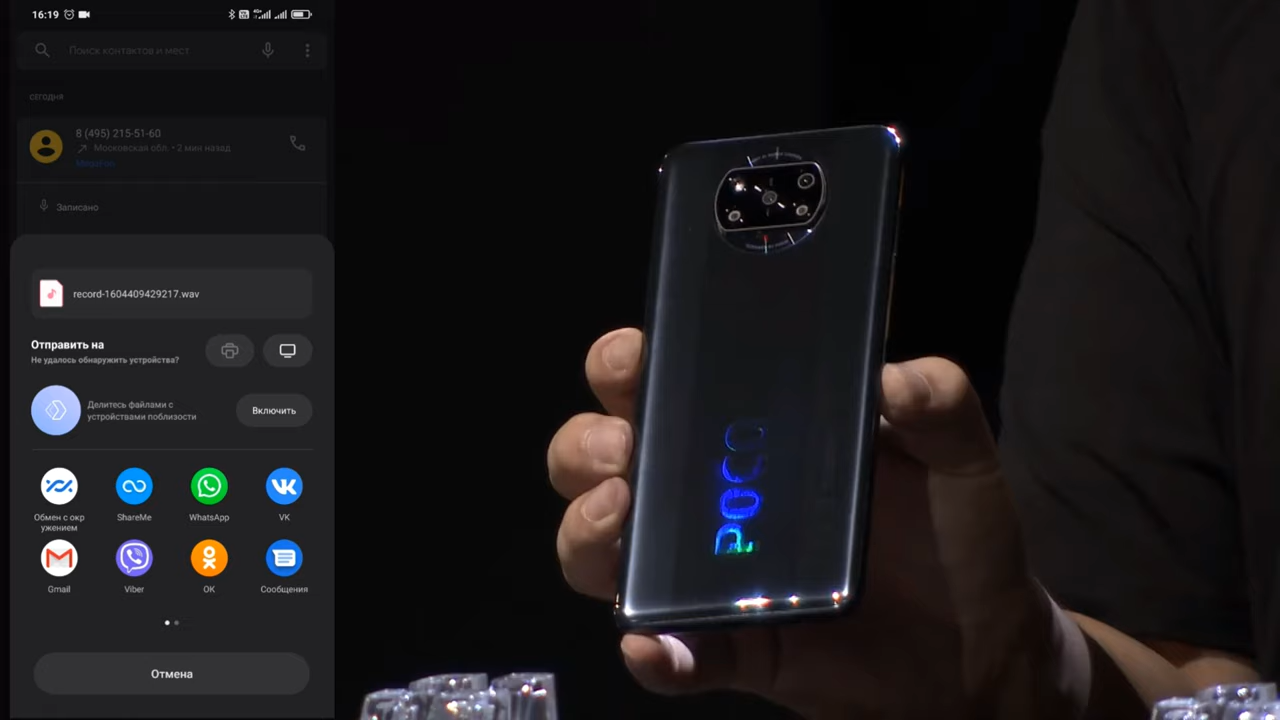 16:19
Поиск контактов и мест
сегодня
8 (495) 215-51-60
Московская обл. • 2 мин назад
MegaFon
Записано
record-1604409429217.wav
Отправить на
Не удалось обнаружить устройства?
Делитесь файлами с
устройствами поблизости
Включить
Обмен с окр
ужением
ShareMe
WhatsApp
VK
Gmail
Viber
OK
Сообщения
Отмена
POCO